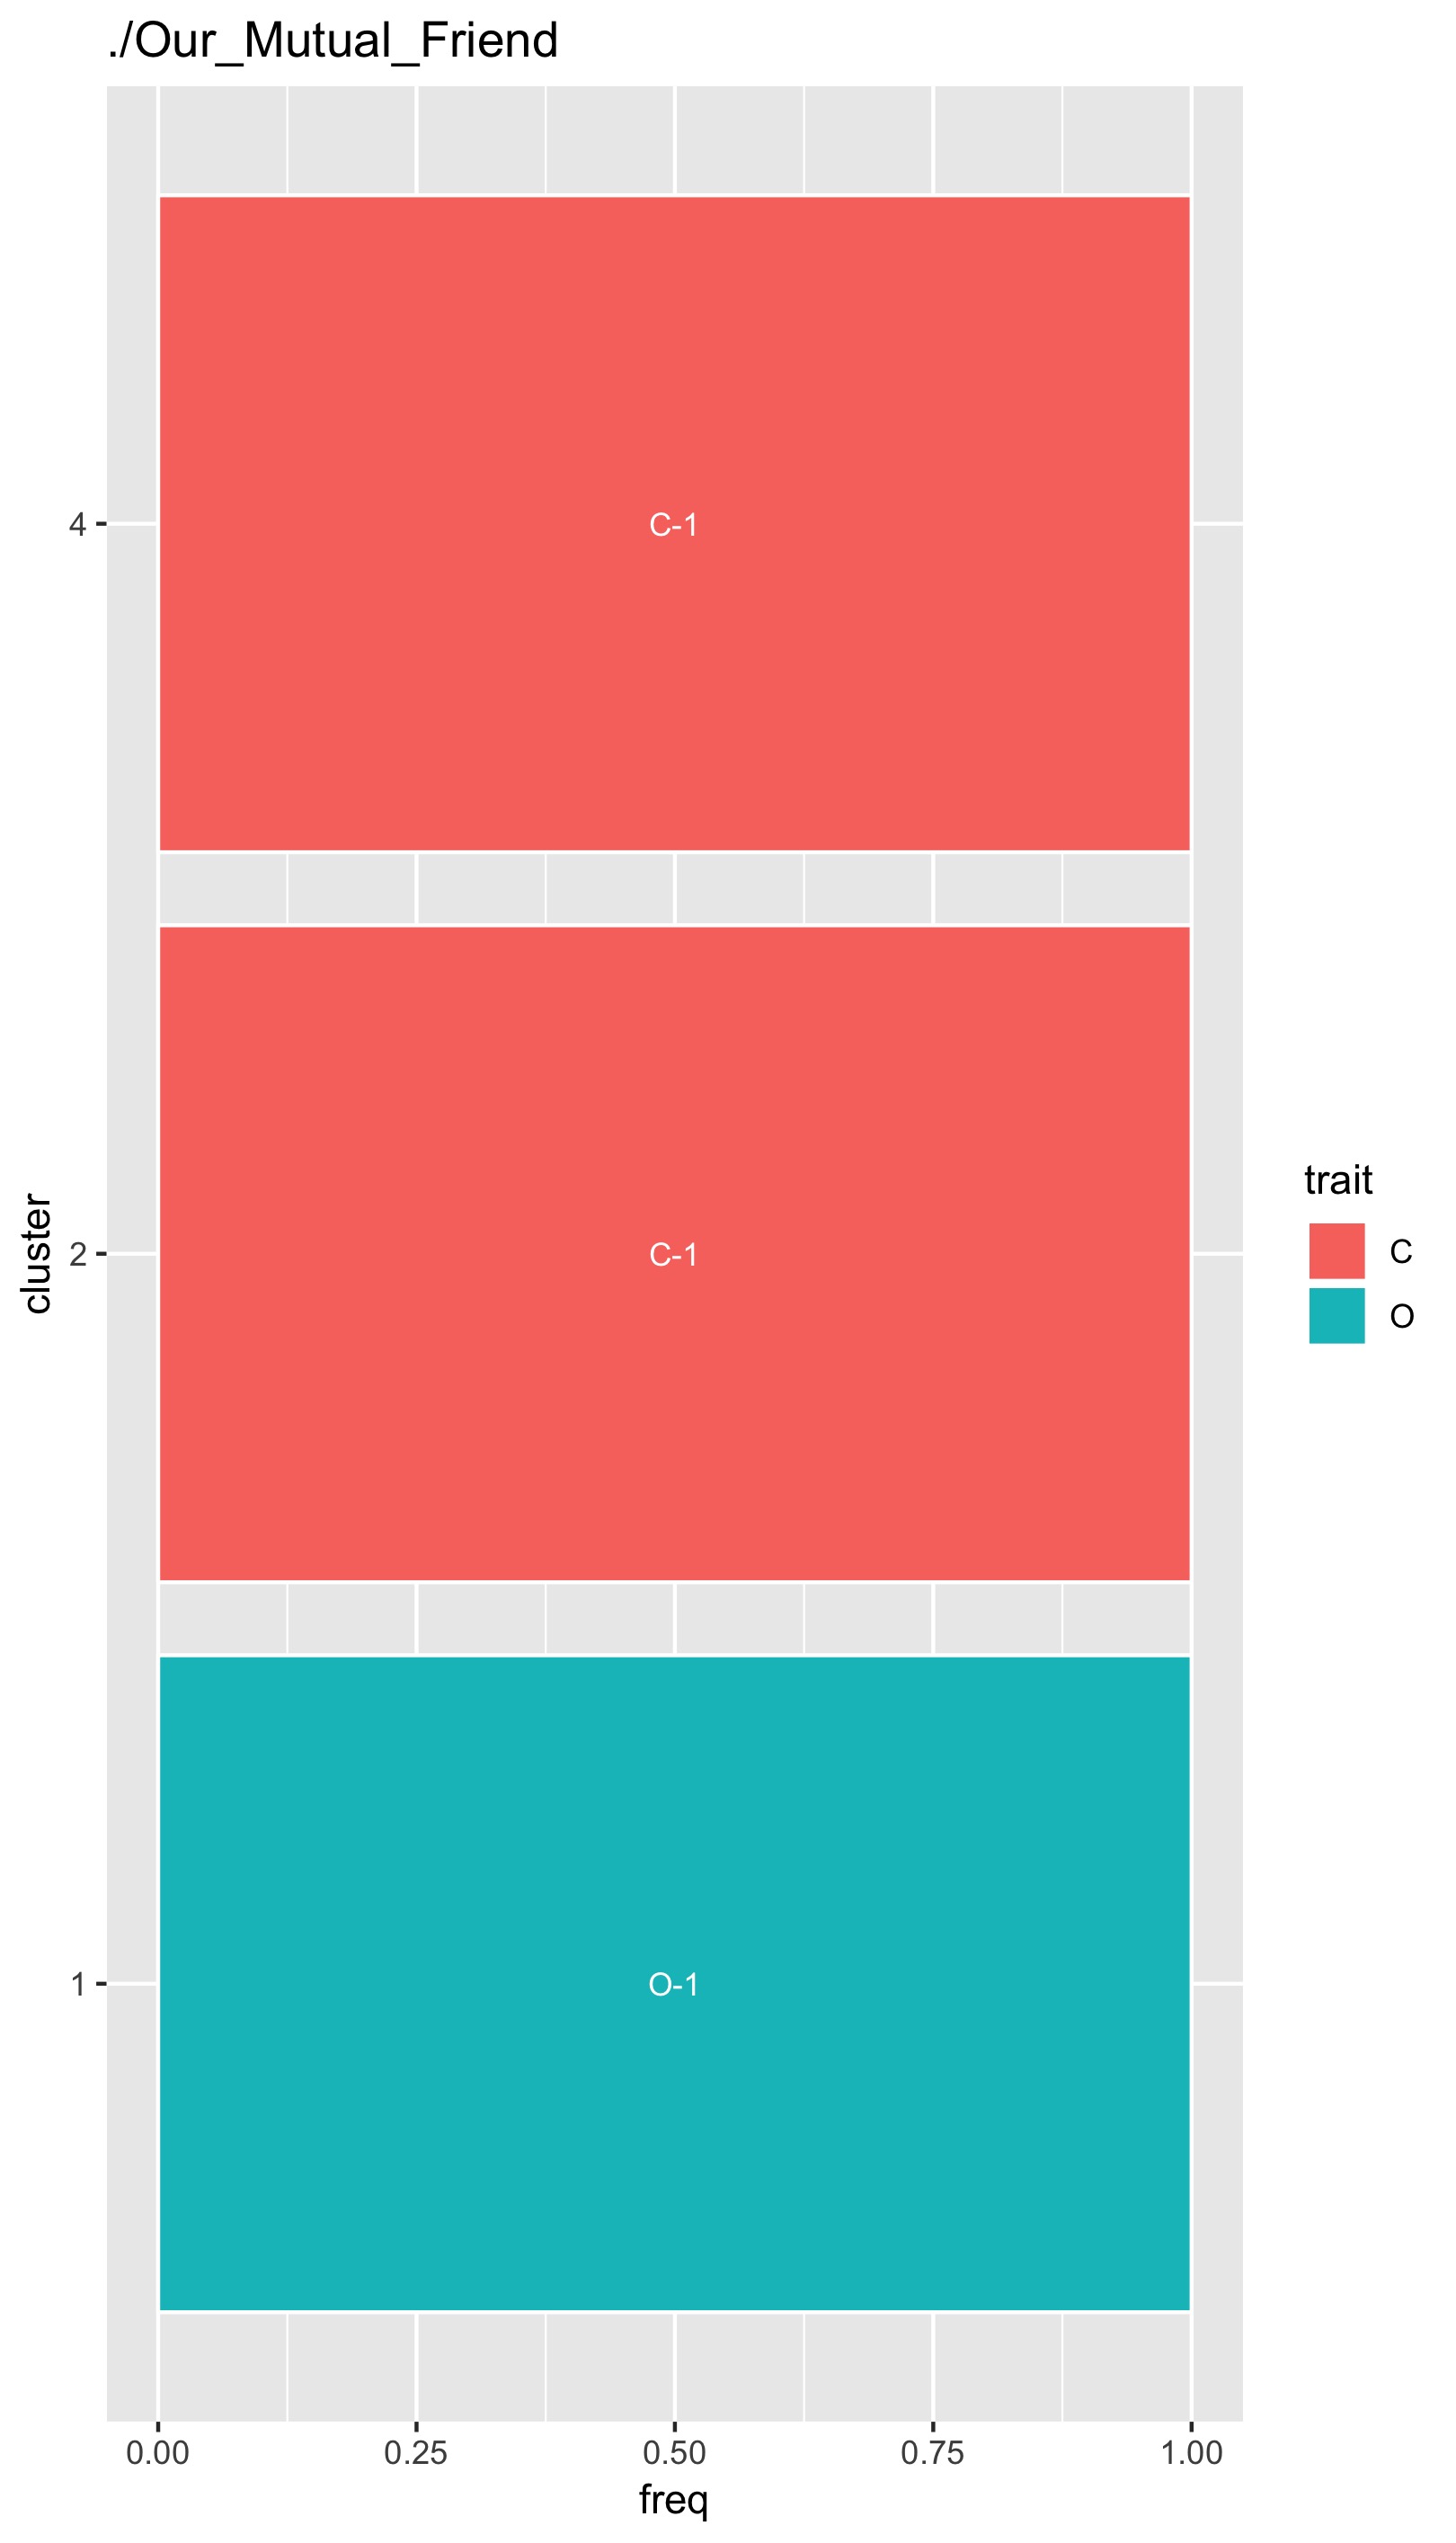 ./Our_Mutual_Friend
4
C-1
cluster
2
C-1
trait
C
O
1
O-1
0.00 0.25 0.50 0.75 1.00
freq